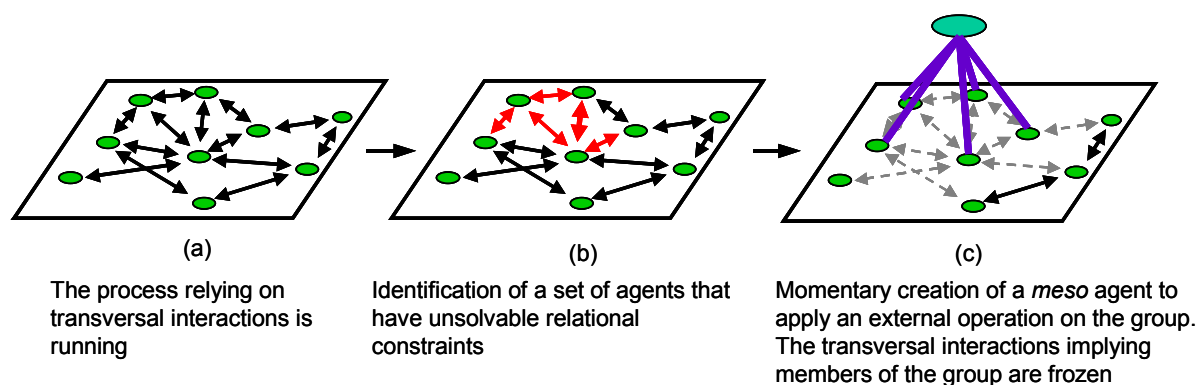 (a)
The process relying on
transversal interactions is
running
(b)
Identification of a set of agents that
have unsolvable relational
constraints
(c)
Momentary creation of a meso agent to
apply an external operation on the group.
The transversal interactions implying
members of the group are frozen